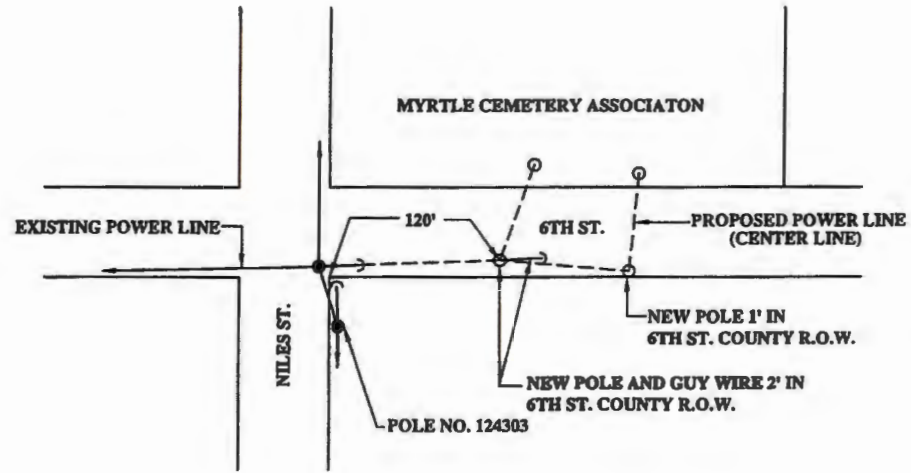 MYRTLE CEMETERY ASSOCIATON
120'
6TH ST.
EXISTING POWER LINE
PROPOSED POWER LINE
(CENTER LINE)
NILES ST.
NEW POLE 1' IN
6TH ST. COUNTY R.O.W.
NEW POLE AND GUY WIRE 2' IN
6TH ST. COUNTY R.O.W.
POLE NO. 124303